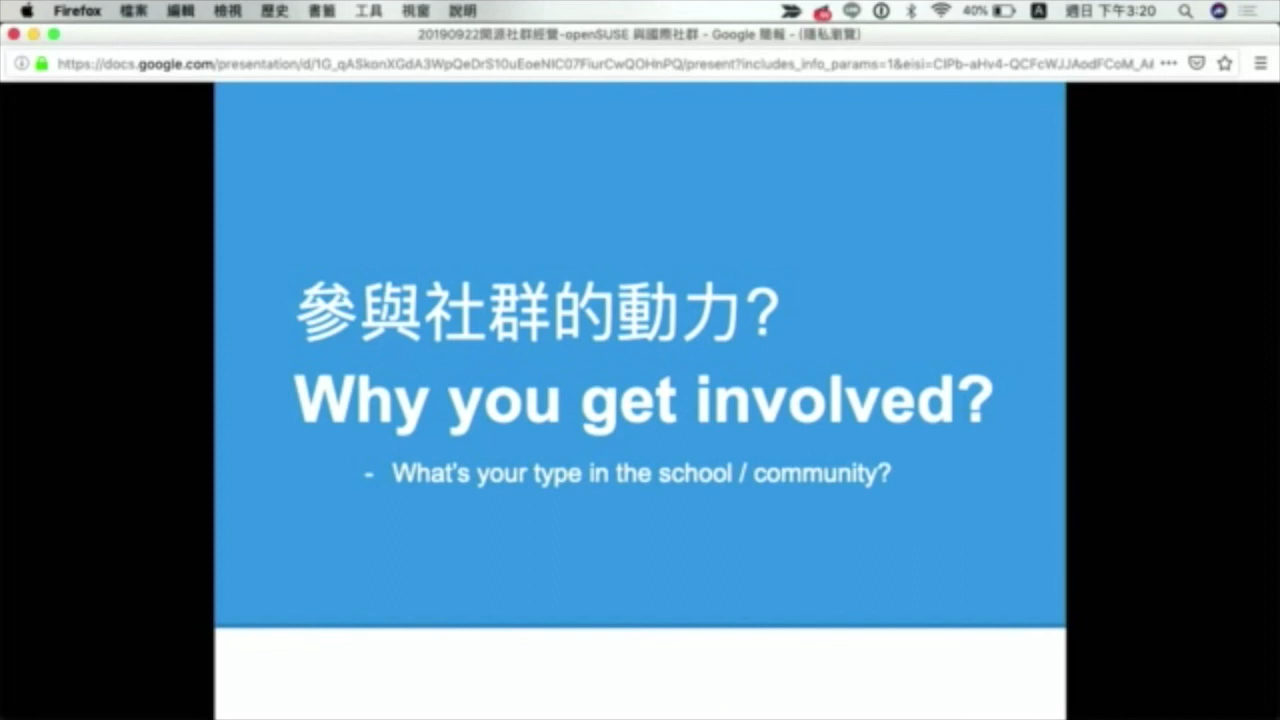 Firefox 檔案 編輯 檢視 歷史 書籤 工具 視窗 說明 40% 週日 下午3:20
20190922開源社群經營-openSUSE 與國際社群 - Google 簡報 - (隱私瀏覽)
https://docs.google.com/presentation/d/1G_qASkonXGdA3WpQeDrS10uEoeNIC07FiurCwQOHnPQ/present?includes_info_params=1&eisi=CIPb-aHv4-QCFcWJJAodFCoM_A
參與社群的動力?
Why you get involved?
- What's your type in the school / community?